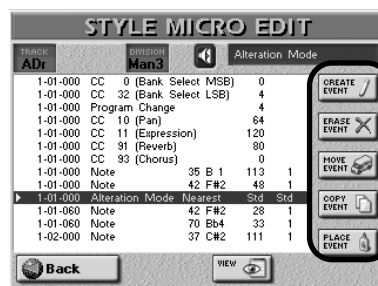 STYLE MICRO EDIT
TRACK
ADr
DIVISION
Man3
Alteration Mode
1-01-000 CC 0 (Bank Select MSB) 0
1-01-000 CC 32 (Bank Select LSB) 4
1-01-000 Program Change 4
1-01-000 CC 10 (Pan) 64
1-01-000 CC 11 (Expression) 120
1-01-000 CC 91 (Reverb) 80
1-01-000 CC 93 (Chorus) 0
1-01-000 Note 35 B 1 113 1
1-01-000 Note 42 F#2 48 1
1-01-000 Alteration Mode Nearest Std Std
1-01-060 Note 42 F#2 28 1
1-01-060 Note 70 Bb4 33 1
1-02-000 Note 37 C#2 111 1
CREATE EVENT
ERASE EVENT
MOVE EVENT
COPY EVENT
PLACE EVENT
Back
VIEW